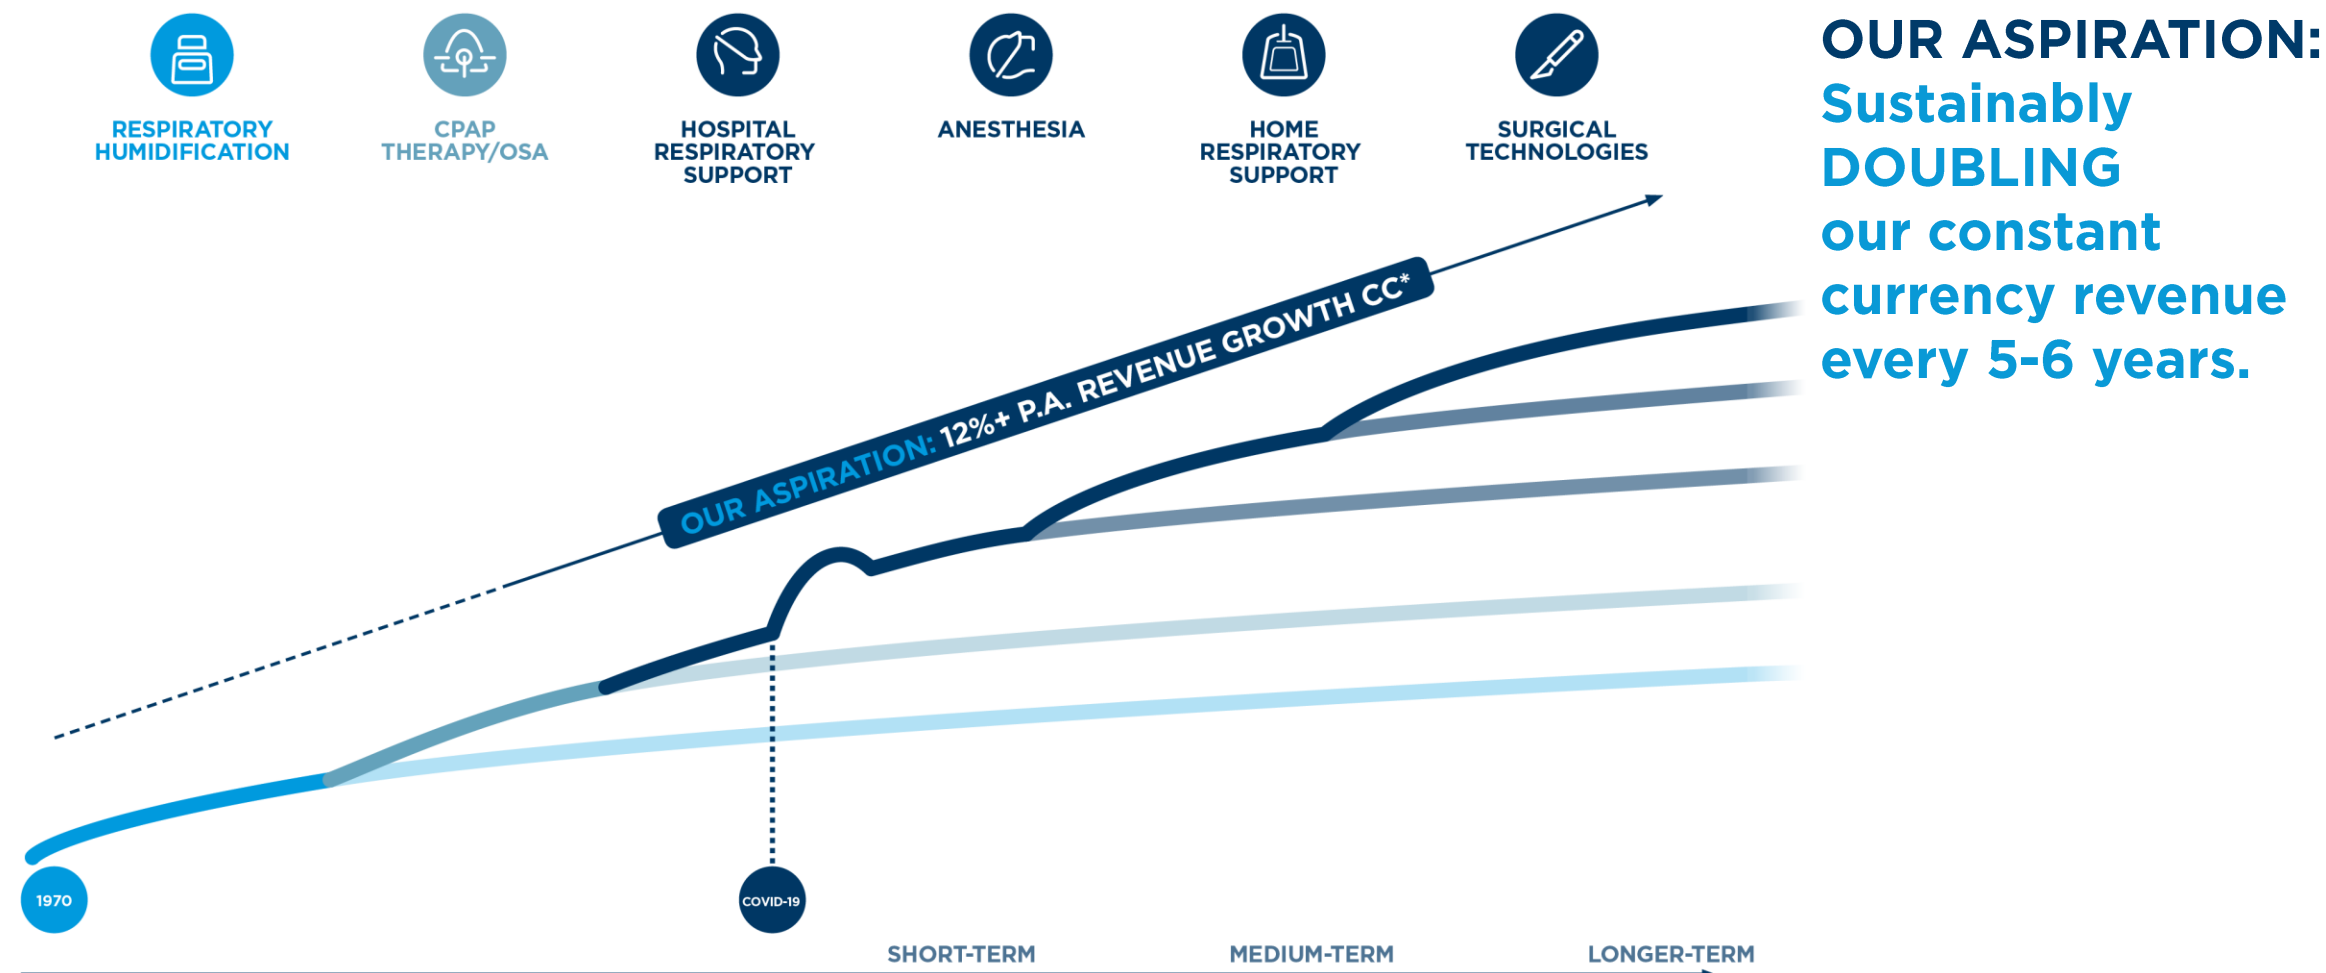 RESPIRATORY
HUMIDIFICATION
CPAP
THERAPY/OSA
HOSPITAL
RESPIRATORY
SUPPORT
ANESTHESIA
HOME
RESPIRATORY
SUPPORT
SURGICAL
TECHNOLOGIES
OUR ASPIRATION:
Sustainably
DOUBLING
our constant
currency revenue
every 5-6 years.
OUR ASPIRATION: 12%+ P.A. REVENUE GROWTH CC*
1970
COVID-19
SHORT-TERM
MEDIUM-TERM
LONGER-TERM